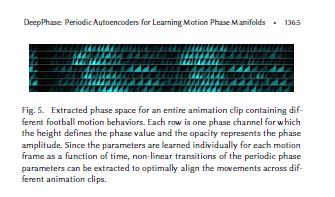 DeepPhase: Periodic Autoencoders for Learning Motion Phase Manifolds • 136:5
Fig. 5. Extracted phase space for an entire animation clip containing dif-
ferent football motion behaviors. Each row is one phase channel for which
the height defines the phase value and the opacity represents the phase
amplitude. Since the parameters are learned individually for each motion
frame as a function of time, non-linear transitions of the periodic phase
parameters can be extracted to optimally align the movements across dif-
ferent animation clips.